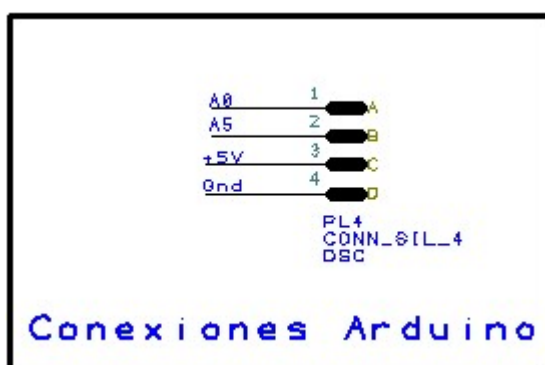 A0 1 A
A5 2 B
+5V 3 C
Gnd 4 D
PL4
CONN_SIL_4
DSC
Conexiones Arduino